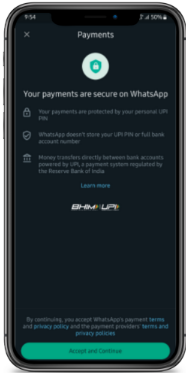 9:54
50%
Payments
Your payments are secure on WhatsApp
Your payments are protected by your personal UPI
PIN
WhatsApp doesn't store your UPI PIN or full bank
account number
Money transfers directly between bank accounts
powered by UPI, a payment system regulated by
the Reserve Bank of India
Learn more
BHIM UPI
By continuing, you accept WhatsApp's payment terms
and privacy policy and the payment providers' terms and
privacy policies
Accept and Continue